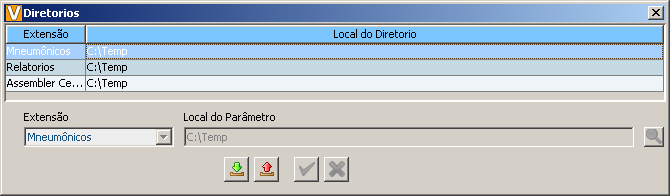 Diretorios
Extensão Local do Diretorio
Mneumônicos C:\Temp
Relatorios C:\Temp
Assembler Ce... C:\Temp
Extensão Local do Parâmetro
Mneumônicos C:\Temp